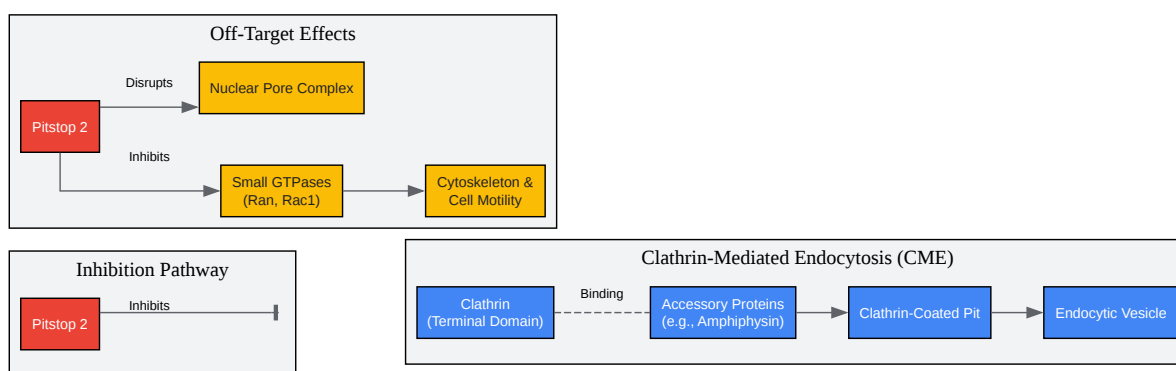 Off-Target Effects
Disrupts
Nuclear Pore Complex
Pitstop 2
Inhibits
Small GTPases
(Ran, Rac1)
Cytoskeleton &
Cell Motility
Inhibition Pathway
Pitstop 2
Inhibits
Clathrin-Mediated Endocytosis (CME)
Clathrin
(Terminal Domain)
Binding
Accessory Proteins
(e.g., Amphiphysin)
Clathrin-Coated Pit
Endocytic Vesicle